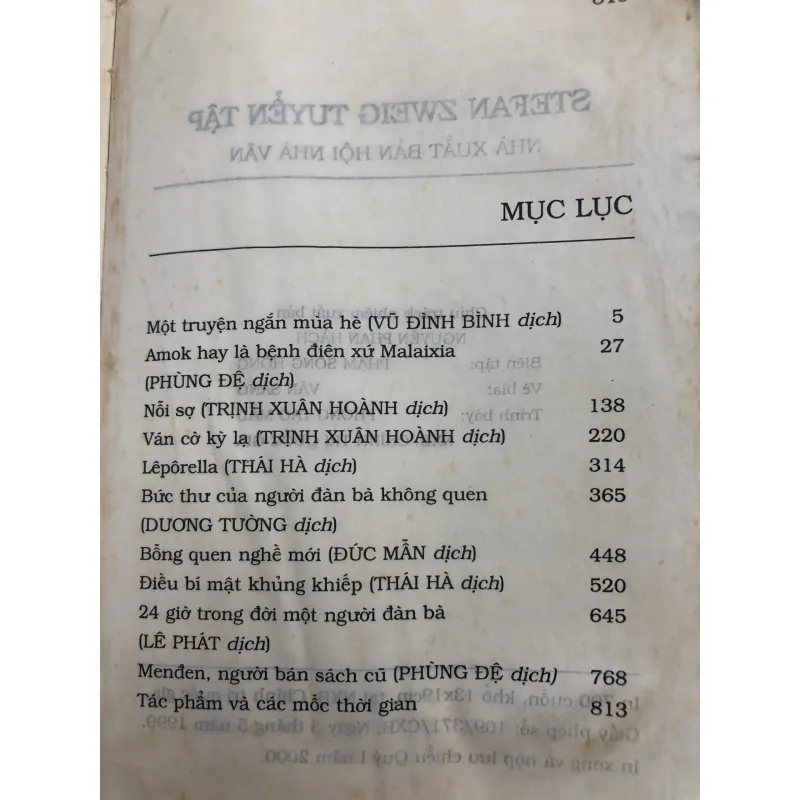 MỤC LỤC
Một truyện ngắn mùa hè (VŨ ĐÌNH BÌNH dịch) 5
Amok hay là bệnh điên xứ Malaixia 27
(PHÙNG ĐỆ dịch)
Nỗi sợ (TRỊNH XUÂN HOÀNH dịch) 138
Ván cờ kỳ lạ (TRỊNH XUÂN HOÀNH dịch) 220
Lêpôrella (THÁI HÀ dịch) 314
Bức thư của người đàn bà không quen 365
(DƯƠNG TƯỜNG dịch)
Bỗng quen nghề mới (ĐỨC MẪN dịch) 448
Điều bí mật khủng khiếp (THÁI HÀ dịch) 520
24 giờ trong đời một người đàn bà 645
(LÊ PHÁT dịch)
Menđen, người bán sách cũ (PHÙNG ĐỆ dịch) 768
Tác phẩm và các mốc thời gian 813